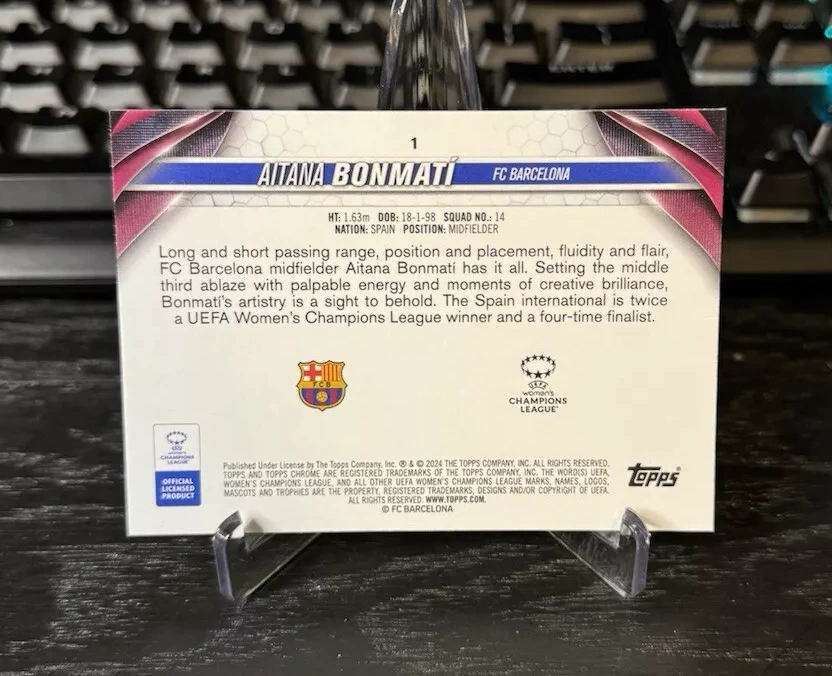 1
AITANA BONMATÍ FC BARCELONA
HT: 1.63m DOB: 18-1-98 SQUAD NO.: 14
NATION: SPAIN POSITION: MIDFIELDER
Long and short passing range, position and placement, fluidity and flair,
FC Barcelona midfielder Aitana Bonmatí has it all. Setting the middle
third ablaze with palpable energy and moments of creative brilliance,
Bonmatí's artistry is a sight to behold. The Spain international is twice
a UEFA Women's Champions League winner and a four-time finalist.
FCB
UEFA
women's
CHAMPIONS
LEAGUE
women's
CHAMPIONS
LEAGUE
OFFICIAL
LICENSED
PRODUCT
Published Under License by The Topps Company, Inc. ® & © 2024 THE TOPPS COMPANY, INC. ALL RIGHTS RESERVED.
TOPPS AND TOPPS CHROME ARE REGISTERED TRADEMARKS OF THE TOPPS COMPANY, INC. THE WORD(S) UEFA,
WOMEN'S CHAMPIONS LEAGUE, AND ALL OTHER UEFA WOMEN'S CHAMPIONS LEAGUE MARKS, NAMES, LOGOS,
MASCOTS AND TROPHIES ARE THE PROPERTY, REGISTERED TRADEMARKS, DESIGNS AND/OR COPYRIGHT OF UEFA.
ALL RIGHTS RESERVED. WWW.TOPPS.COM.
© FC BARCELONA
topps®